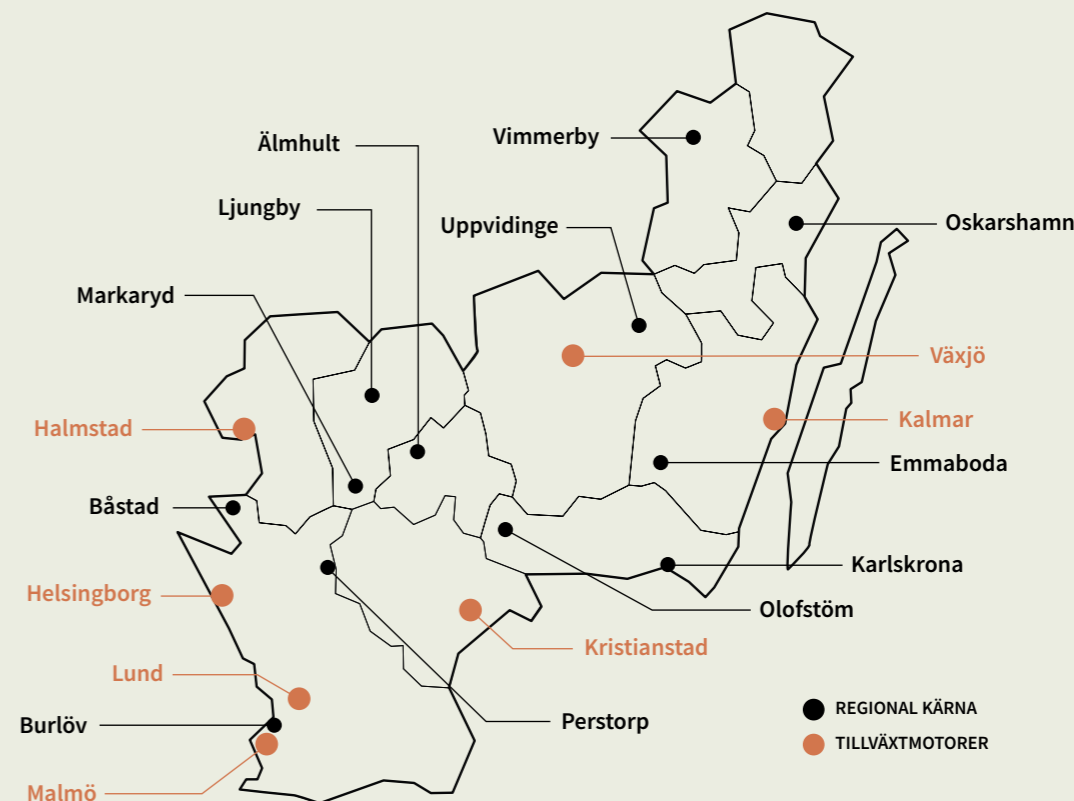 Vimmerby
Älmhult
Ljungby
Uppvidinge
Oskarshamn
Markaryd
Växjö
Halmstad
Kalmar
Emmaboda
Båstad
Karlskrona
Helsingborg
Olofstöm
Kristianstad
Lund
Burlöv
Perstorp
REGIONAL KÄRNA
TILLVÄXTMOTORER
Malmö